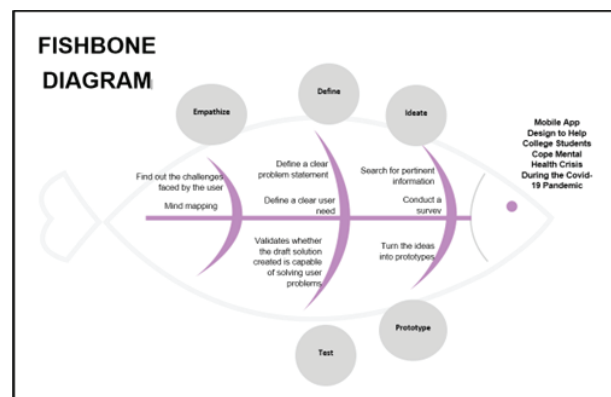 FISHBONE
DIAGRAM
Empathize
Define
Ideate
Mobile App
Design to Help
College Students
Cope Mental
Health Crisis
During the Covid-
19 Pandemic
Find out the challenges
faced by the user
Mind mapping
Define a clear
problem statement
Define a clear user
need
Search for pertinent
information
Conduct a
survey
Validates whether
the draft solution
created is capable
of solving user
problems
Turn the ideas
into prototypes
Test
Prototype